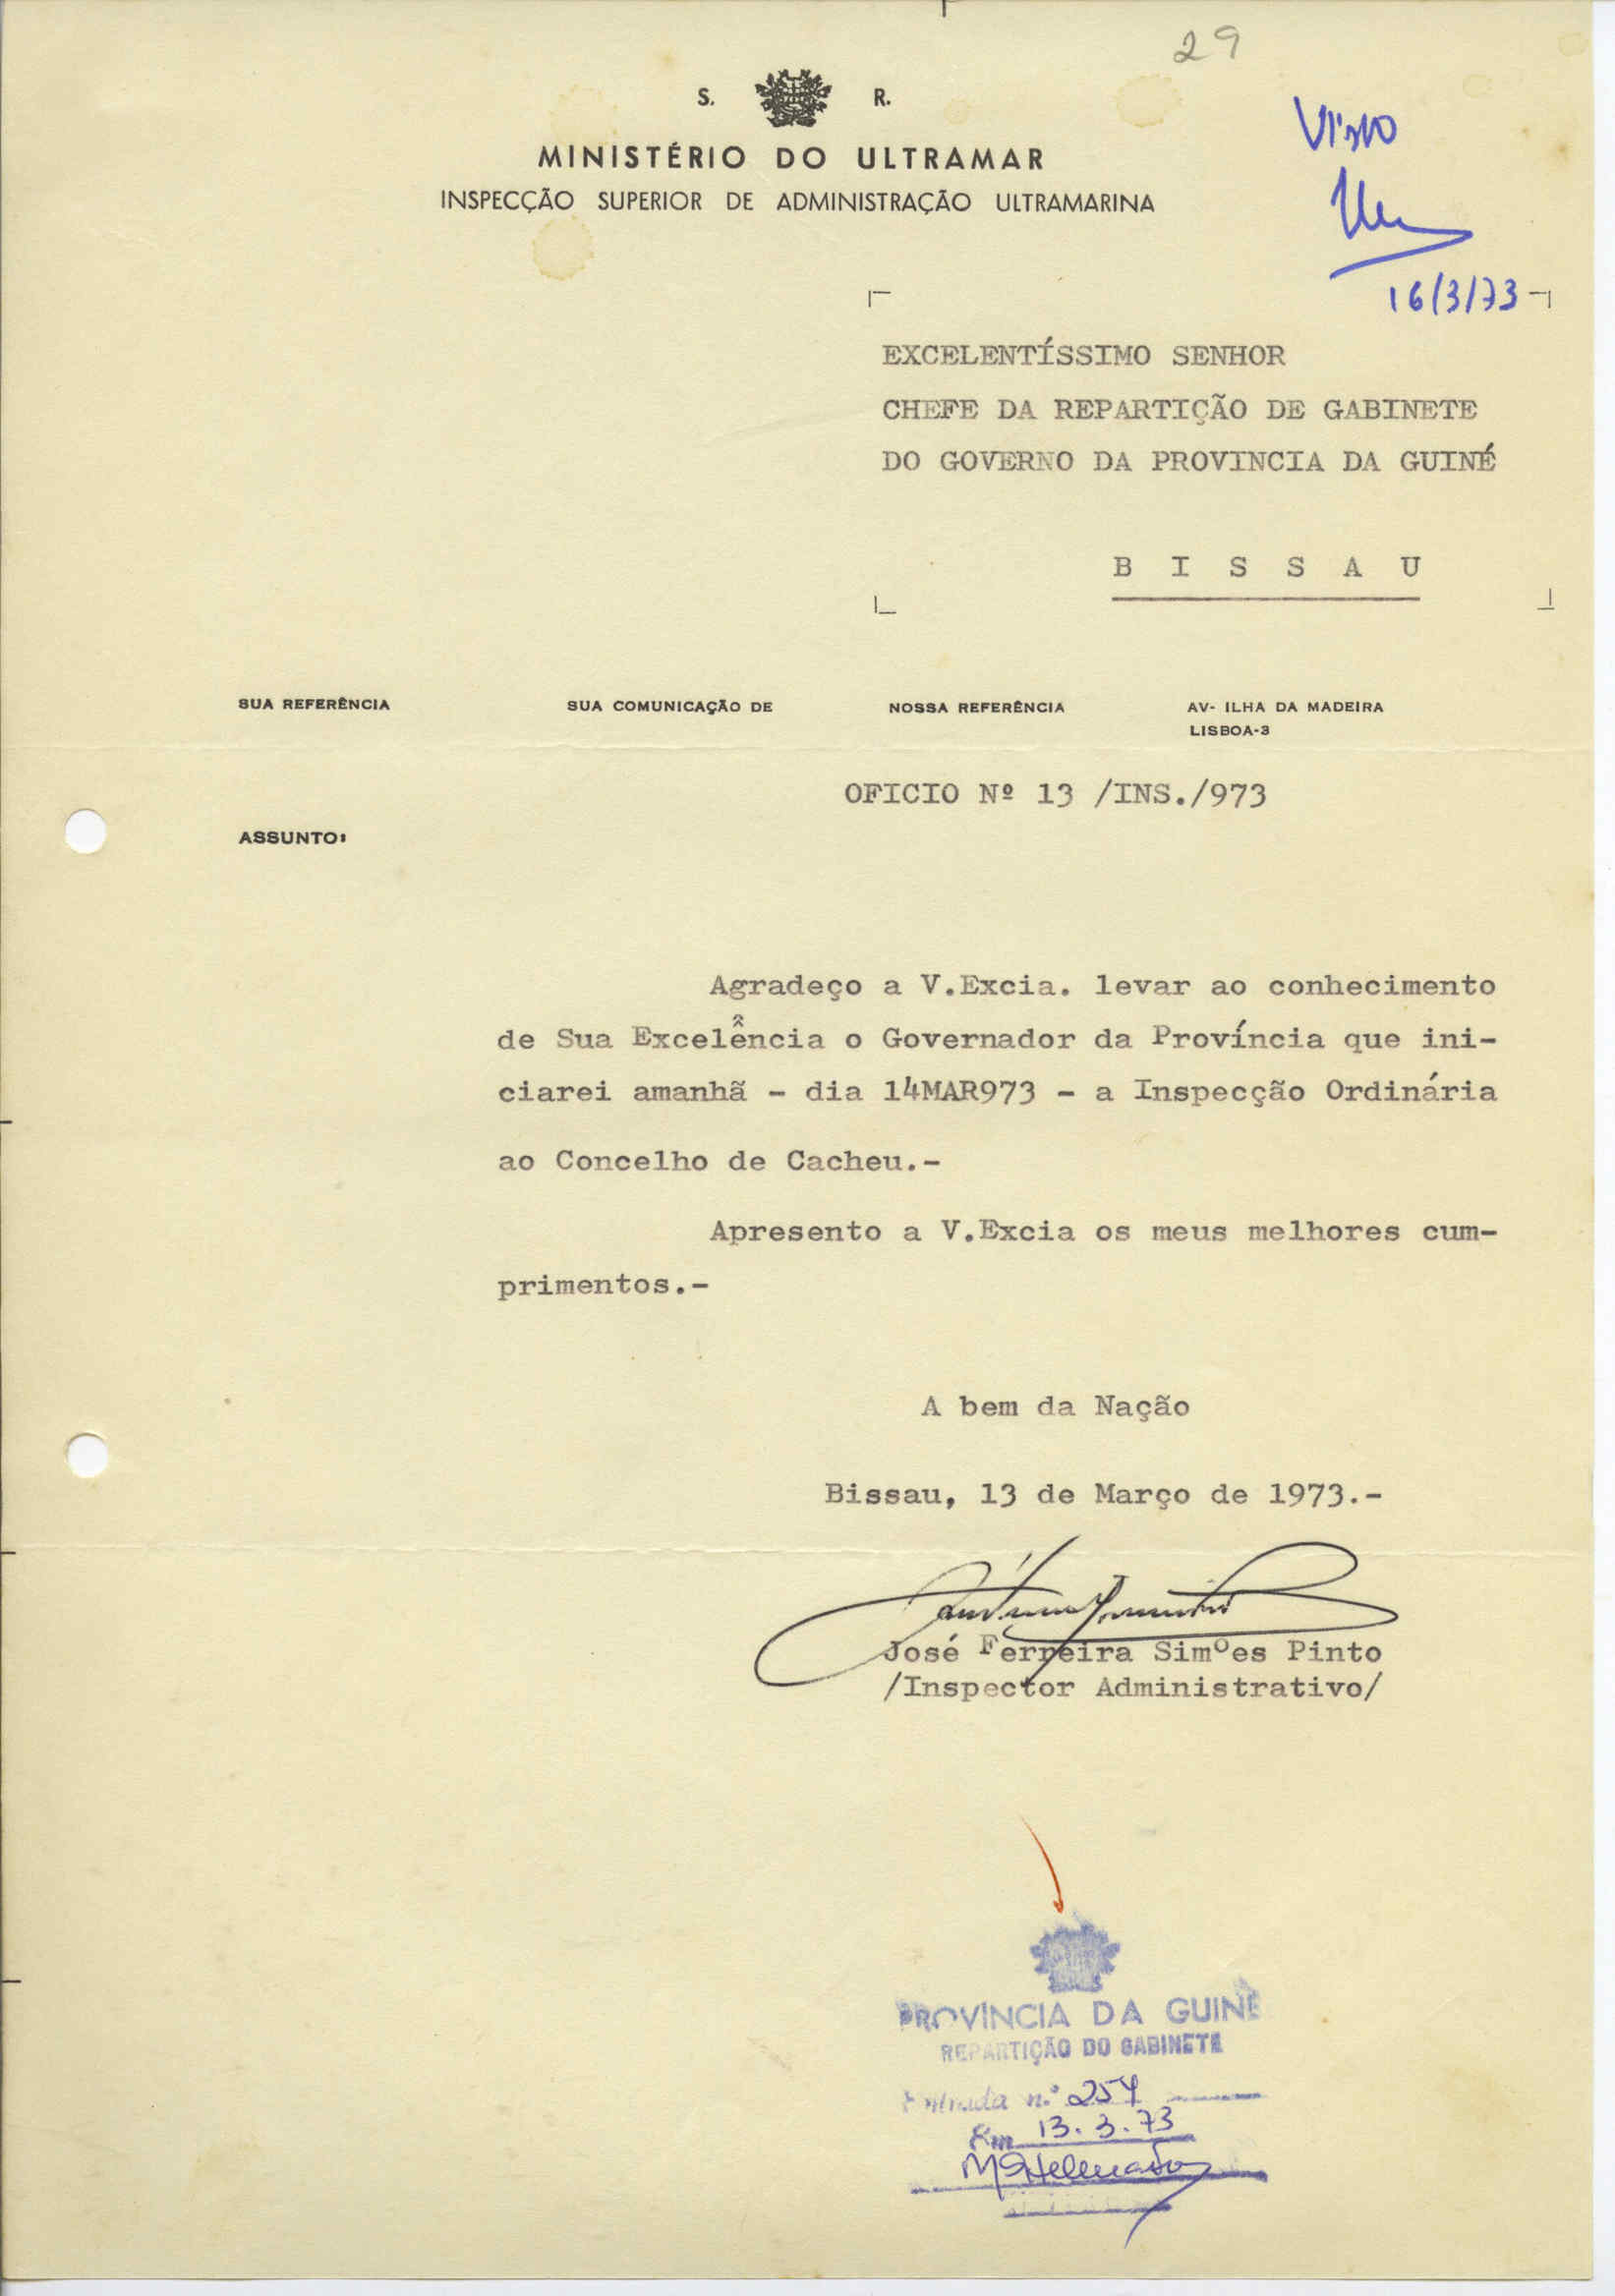 29
S. R.
MINISTÉRIO DO ULTRAMAR
INSPECÇÃO SUPERIOR DE ADMINISTRAÇÃO ULTRAMARINA
Visto
16/3/73
EXCELENTÍSSIMO SENHOR
CHEFE DA REPARTIÇÃO DE GABINETE
DO GOVERNO DA PROVINCIA DA GUINÉ
B I S S A U
SUA REFERÊNCIA SUA COMUNICAÇÃO DE NOSSA REFERÊNCIA AV- ILHA DA MADEIRA
LISBOA-3
OFICIO Nº 13 /INS./973
ASSUNTO:
Agradeço a V.Excia. levar ao conhecimento
de Sua Excelência o Governador da Província que ini-
ciarei amanhã - dia 14MAR973 - a Inspecção Ordinária
ao Concelho de Cacheu.-
Apresento a V.Excia os meus melhores cum-
primentos.-
A bem da Nação
Bissau, 13 de Março de 1973.-
José Ferreira Simoes Pinto
/Inspector Administrativo/
PROVÍNCIA DA GUINÉ
REPARTIÇÃO DO GABINETE
Entrada n.º 254
Em 13.3.73